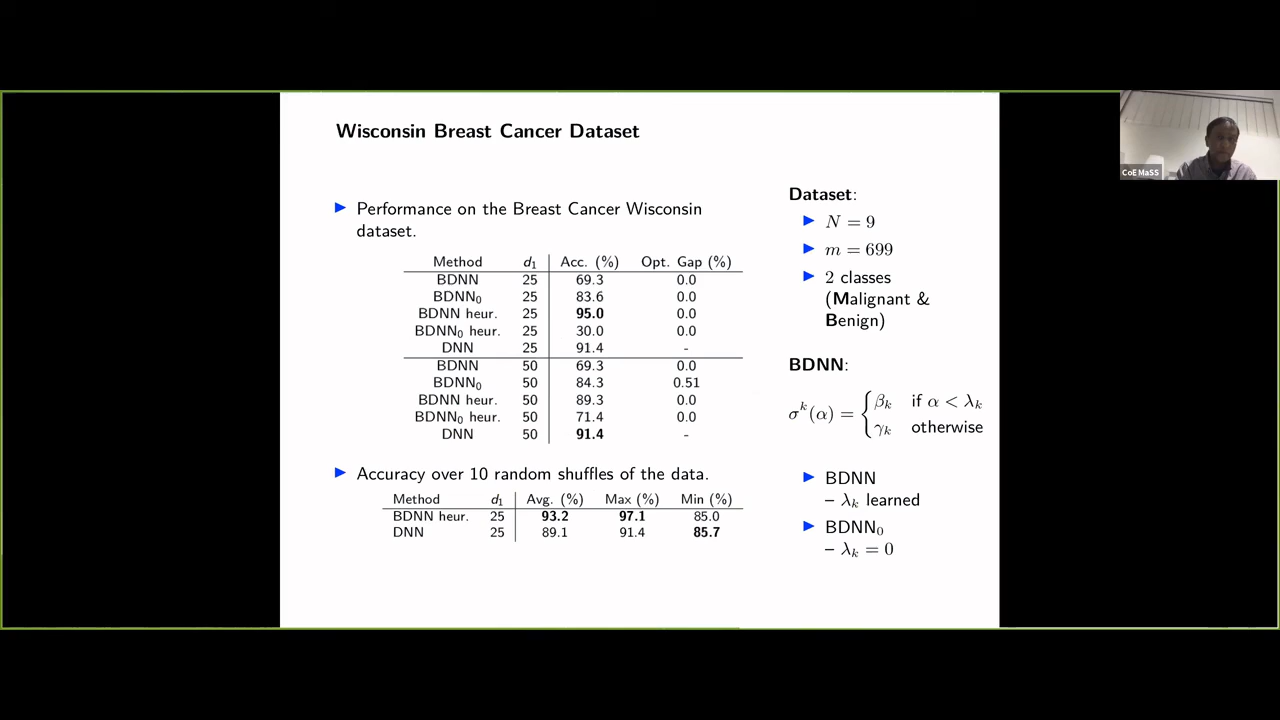 Wisconsin Breast Cancer Dataset
▶ Performance on the Breast Cancer Wisconsin
dataset.
Method d₁ Acc. (%) Opt. Gap (%)
BDNN 25 69.3 0.0
BDNN₀ 25 83.6 0.0
BDNN heur. 25 95.0 0.0
BDNN₀ heur. 25 30.0 0.0
DNN 25 91.4 -
BDNN 50 69.3 0.0
BDNN₀ 50 84.3 0.51
BDNN heur. 50 89.3 0.0
BDNN₀ heur. 50 71.4 0.0
DNN 50 91.4 -
▶ Accuracy over 10 random shuffles of the data.
Method d₁ Avg. (%) Max (%) Min (%)
BDNN heur. 25 93.2 97.1 85.0
DNN 25 89.1 91.4 85.7
Dataset:
▶ N = 9
▶ m = 699
▶ 2 classes
(Malignant &
Benign)
BDNN:
σᵏ(α) = { βₖ if α < λₖ
γₖ otherwise
▶ BDNN
– λₖ learned
▶ BDNN₀
– λₖ = 0
CoE MaSS